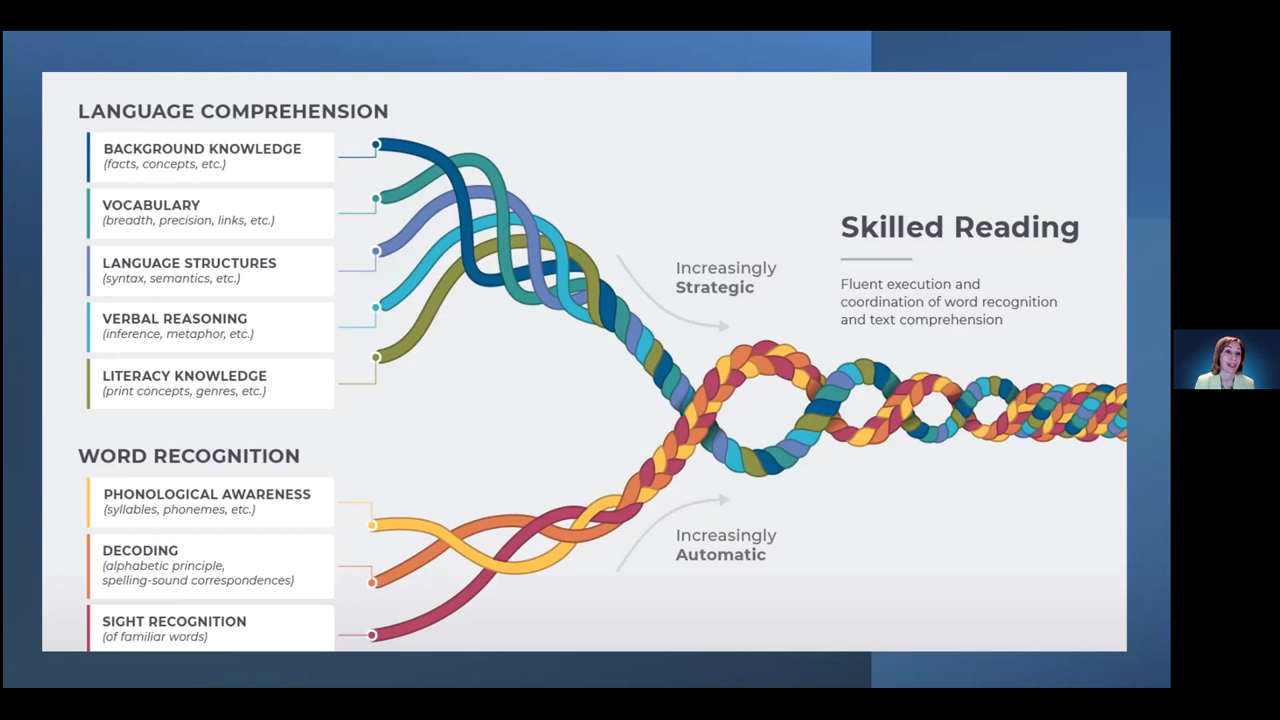 LANGUAGE COMPREHENSION
BACKGROUND KNOWLEDGE
(facts, concepts, etc.)
VOCABULARY
(breadth, precision, links, etc.)
LANGUAGE STRUCTURES
(syntax, semantics, etc.)
VERBAL REASONING
(inference, metaphor, etc.)
LITERACY KNOWLEDGE
(print concepts, genres, etc.)
WORD RECOGNITION
PHONOLOGICAL AWARENESS
(syllables, phonemes, etc.)
DECODING
(alphabetic principle,
spelling-sound correspondences)
SIGHT RECOGNITION
(of familiar words)
Increasingly
Strategic
Increasingly
Automatic
Skilled Reading
Fluent execution and
coordination of word recognition
and text comprehension